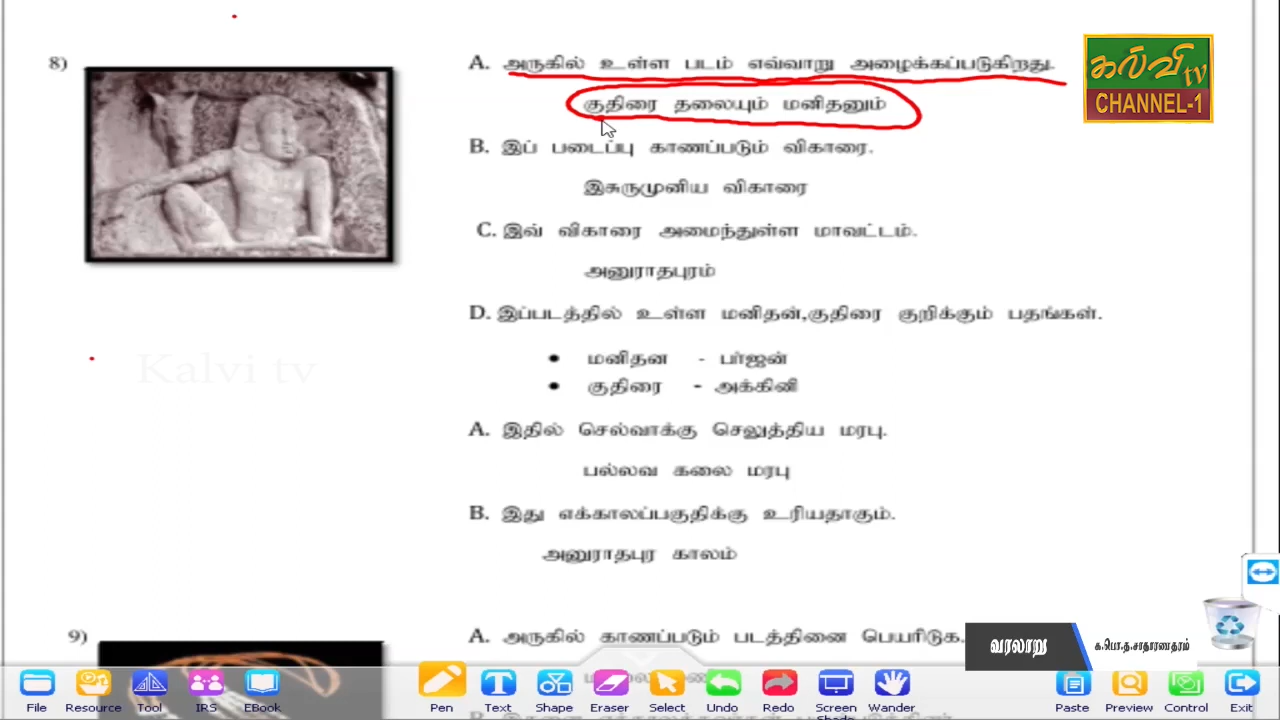 8)
A. அருகில் உள்ள படம் எவ்வாறு அழைக்கப்படுகிறது.
குதிரை தலையும் மனிதனும்
B. இப் படைப்பு காணப்படும் விகாரை.
இசுருமுனிய விகாரை
C. இவ் விகாரை அமைந்துள்ள மாவட்டம்.
அனுராதபுரம்
D. இப்படத்தில் உள்ள மனிதன்,குதிரை குறிக்கும் பதங்கள்.
• மனிதன - பர்ஜன்
• குதிரை - அக்கினி
A. இதில் செல்வாக்கு செலுத்திய மரபு.
பல்லவ கலை மரபு
B. இது எக்காலப்பகுதிக்கு உரியதாகும்.
அனுராதபுர காலம்
9)
A. அருகில் காணப்படும் படத்தினை பெயரிடுக.
கல்வி tv
CHANNEL-1
Kalvi tv
வரலாறு
க.பொ.த.சாதாரணதரம்
File Resource Tool IRS EBook Pen Text Shape Eraser Select Undo Redo Screen Wander Paste Preview Control Exit